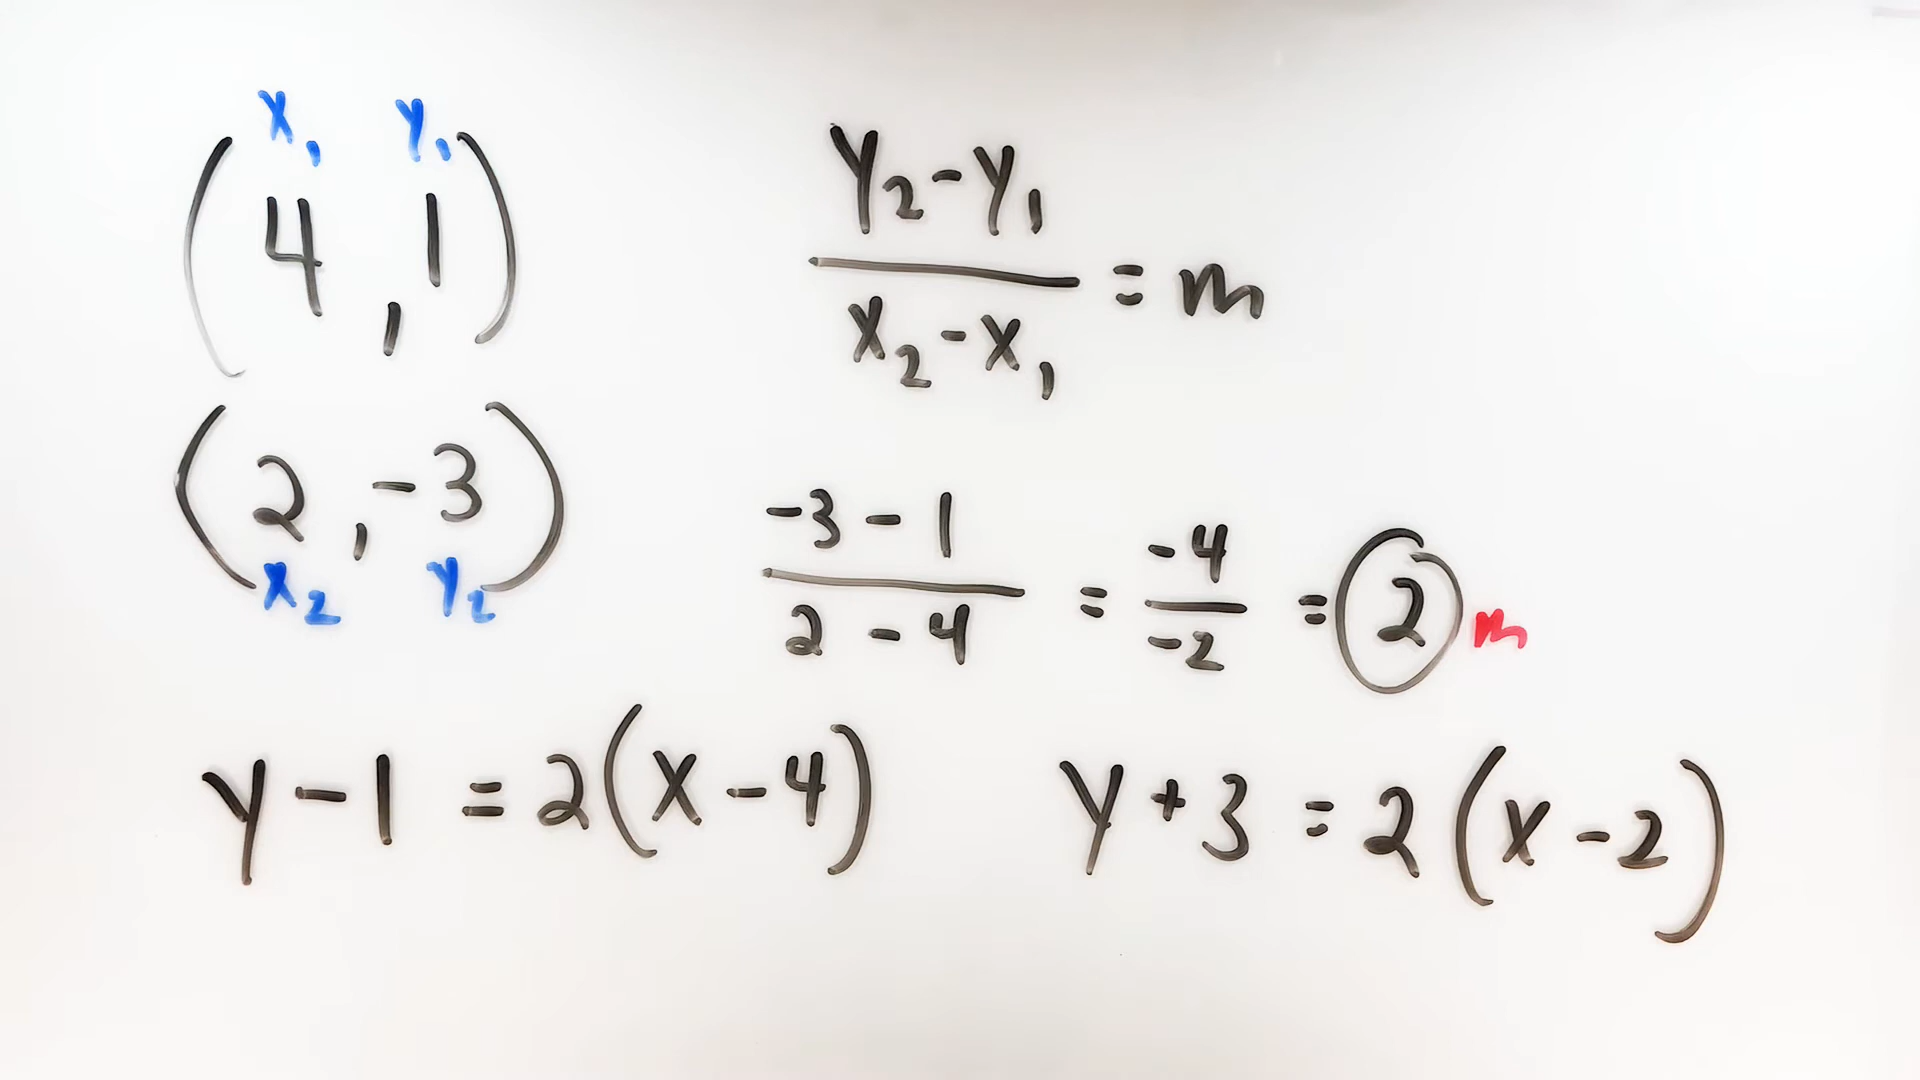 x₁ y₁
(4, 1)
(2, -3)
x₂ y₂
y₂ - y₁
x₂ - x₁
= m
-3 - 1
2 - 4
= -4
-2
= 2 m
y - 1 = 2(x - 4)
y + 3 = 2(x - 2)